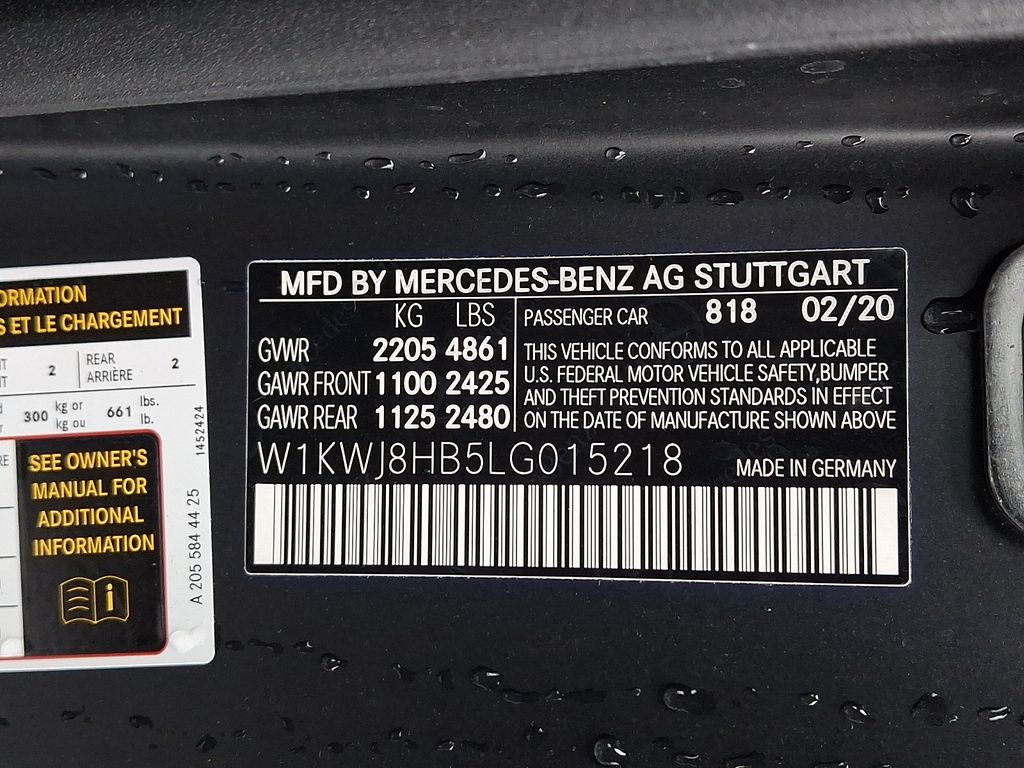 ORMATION
S ET LE CHARGEMENT
2 REAR ARRIÈRE 2
300 kg or kg ou 661 lbs. lb.
SEE OWNER'S
MANUAL FOR
ADDITIONAL
INFORMATION
1452424
A 205 584 44 25
MFD BY MERCEDES-BENZ AG STUTTGART
KG LBS
GVWR 2205 4861
GAWR FRONT 1100 2425
GAWR REAR 1125 2480
PASSENGER CAR 818 02/20
THIS VEHICLE CONFORMS TO ALL APPLICABLE
U.S. FEDERAL MOTOR VEHICLE SAFETY,BUMPER
AND THEFT PREVENTION STANDARDS IN EFFECT
ON THE DATE OF MANUFACTURE SHOWN ABOVE
W1KWJ8HB5LG015218
MADE IN GERMANY